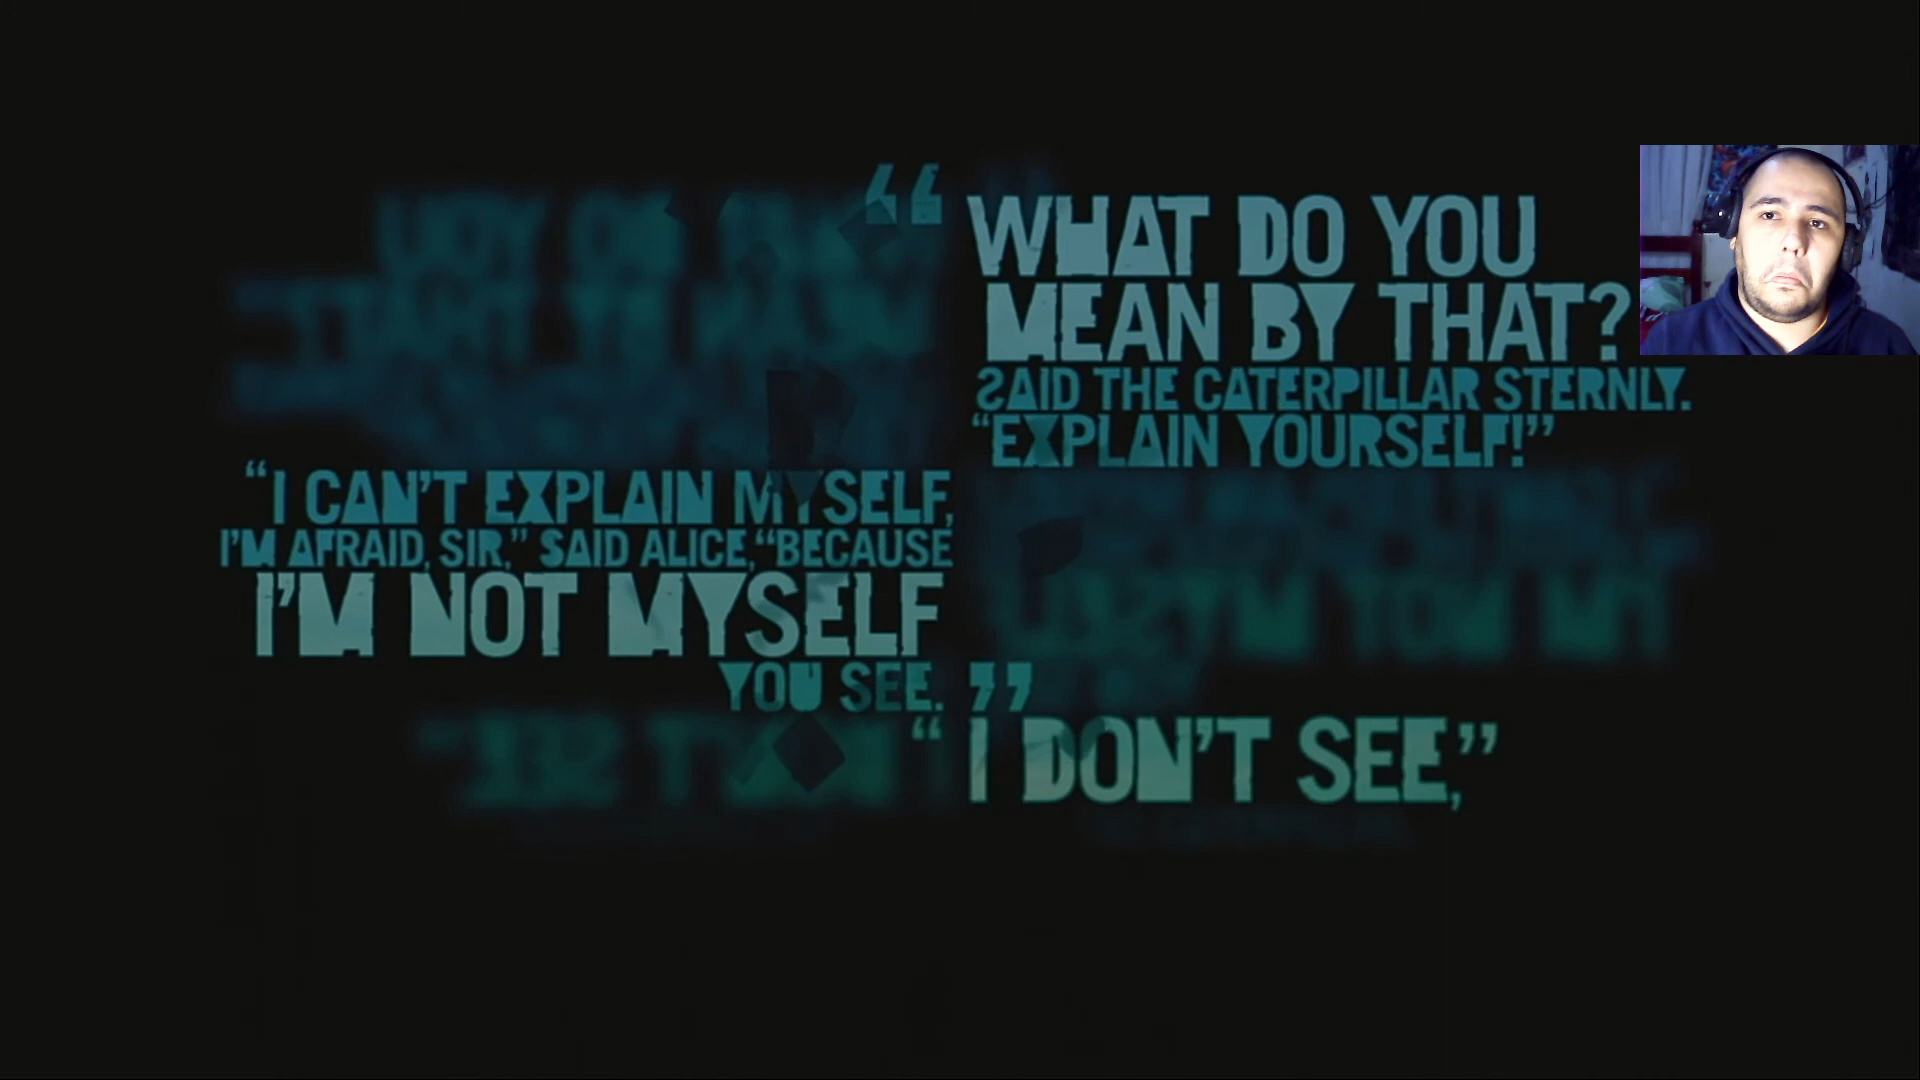 “ WHAT DO YOU
MEAN BY THAT?
SAID THE CATERPILLAR STERNLY.
“EXPLAIN YOURSELF!”
“I CAN’T EXPLAIN MYSELF,
I’M AFRAID, SIR,” SAID ALICE, “BECAUSE
I’M NOT MYSELF
YOU SEE. ”
“ I DON’T SEE,”